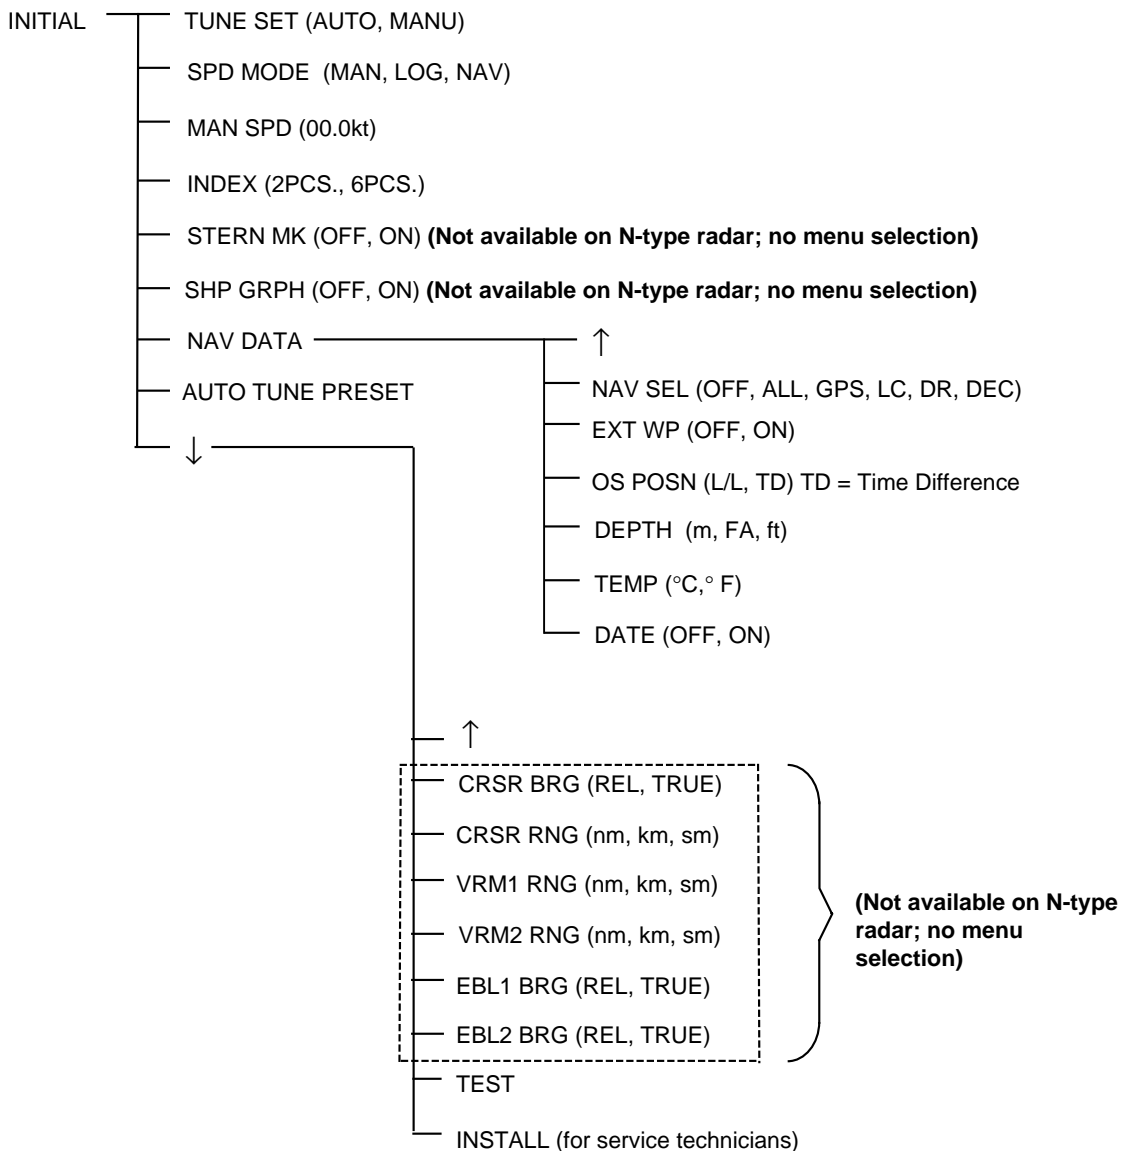 INITIAL
TUNE SET (AUTO, MANU)
SPD MODE  (MAN, LOG, NAV)
MAN SPD (00.0kt)
INDEX (2PCS., 6PCS.)
STERN MK (OFF, ON) (Not available on N-type radar; no menu selection)
SHP GRPH (OFF, ON) (Not available on N-type radar; no menu selection)
NAV DATA
↑
NAV SEL (OFF, ALL, GPS, LC, DR, DEC)
EXT WP (OFF, ON)
OS POSN (L/L, TD) TD = Time Difference
DEPTH  (m, FA, ft)
TEMP (°C,° F)
DATE (OFF, ON)
AUTO TUNE PRESET
↓
↑
CRSR BRG (REL, TRUE)
CRSR RNG (nm, km, sm)
VRM1 RNG (nm, km, sm)
VRM2 RNG (nm, km, sm)
EBL1 BRG (REL, TRUE)
EBL2 BRG (REL, TRUE)
(Not available on N-type
radar; no menu
selection)
TEST
INSTALL (for service technicians)